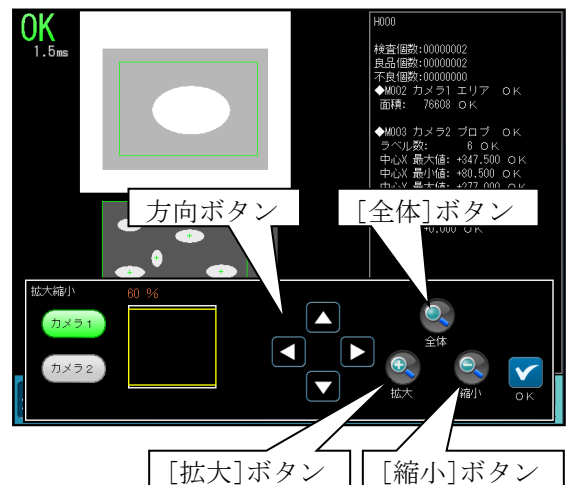 OK
1.5ms
H000
検査個数:00000002
良品個数:00000002
不良個数:00000000
◆M002 カメラ1 エリア OK
面積: 76608 OK
◆M003 カメラ2 ブロブ OK
ラベル数: 6 OK
中心X 最大値: +347.500 OK
中心X 最小値: +80.500 OK
方向ボタン
[全体]ボタン
+0.000 OK
拡大縮小
60 %
カメラ1
カメラ2
全体
拡大
縮小
OK
[拡大]ボタン
[縮小]ボタン